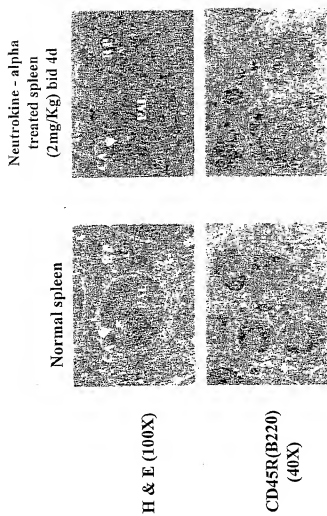 Neutrokine - alpha
treated spleen
(2mg/Kg) bid 4d
Normal spleen
H & E (100X)
CD45R(B220)
(40X)